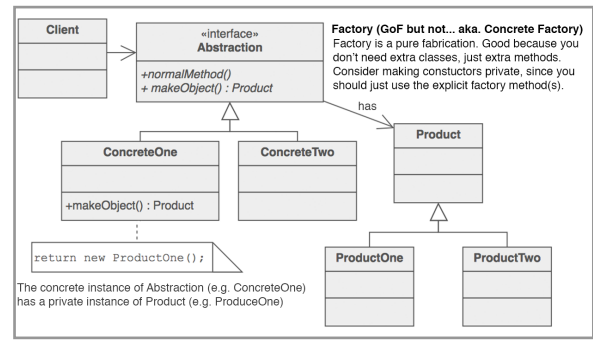 Client
«interface»
Abstraction
+normalMethod()
+ makeObject() : Product
Factory (GoF but not... aka. Concrete Factory)
Factory is a pure fabrication. Good because you
don't need extra classes, just extra methods.
Consider making constuctors private, since you
should just use the explicit factory method(s).
has
Product
ConcreteOne
+makeObject() : Product
ConcreteTwo
return new ProductOne();
ProductOne
ProductTwo
The concrete instance of Abstraction (e.g. ConcreteOne)
has a private instance of Product (e.g. ProduceOne)